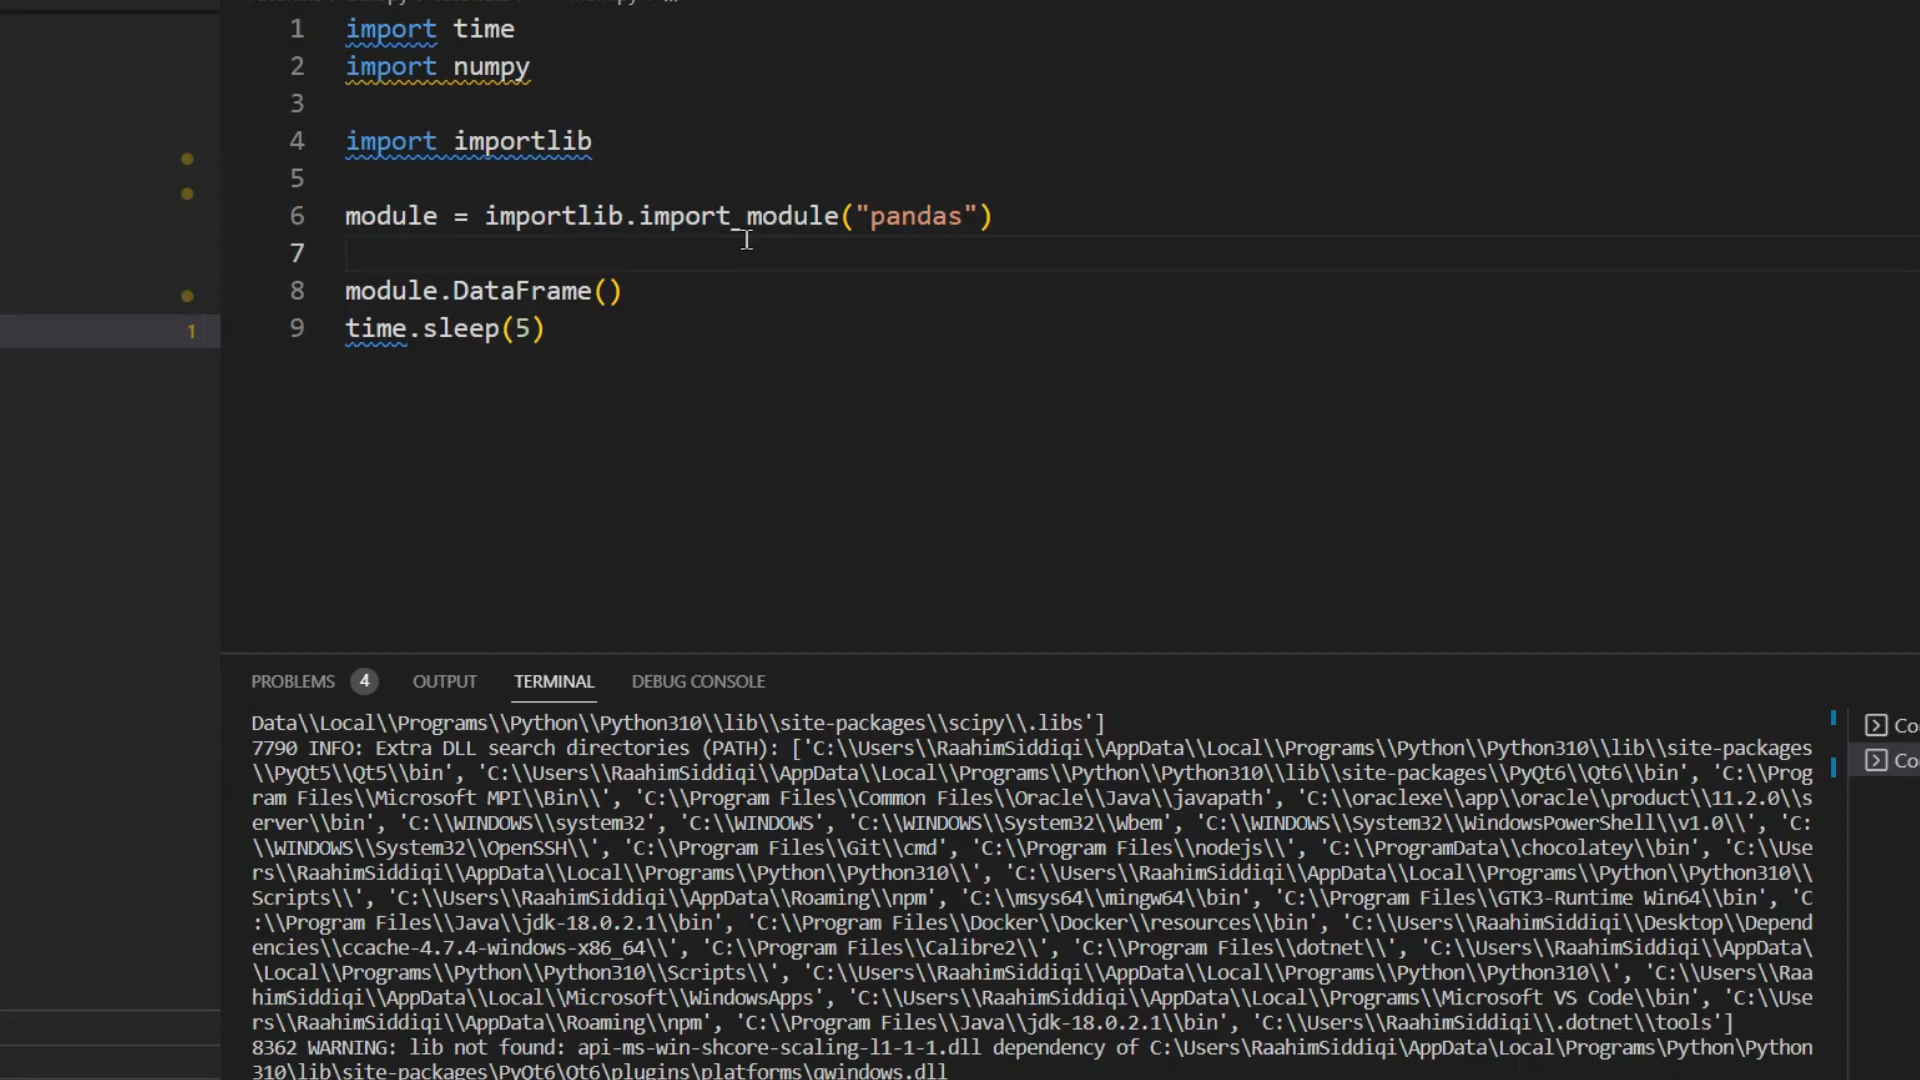 1 import time
2 import numpy
3
4 import importlib
5
6 module = importlib.import_module("pandas")
7
8 module.DataFrame()
9 time.sleep(5)
1
PROBLEMS 4 OUTPUT TERMINAL DEBUG CONSOLE
Data\\Local\\Programs\\Python\\Python310\\lib\\site-packages\\scipy\\.libs']
7790 INFO: Extra DLL search directories (PATH): ['C:\\Users\\RaahimSiddiqi\\AppData\\Local\\Programs\\Python\\Python310\\lib\\site-packages
\\PyQt5\\Qt5\\bin', 'C:\\Users\\RaahimSiddiqi\\AppData\\Local\\Programs\\Python\\Python310\\lib\\site-packages\\PyQt6\\Qt6\\bin', 'C:\\Prog
ram Files\\Microsoft MPI\\Bin\\', 'C:\\Program Files\\Common Files\\Oracle\\Java\\javapath', 'C:\\oraclexe\\app\\oracle\\product\\11.2.0\\s
erver\\bin', 'C:\\WINDOWS\\system32', 'C:\\WINDOWS', 'C:\\WINDOWS\\System32\\Wbem', 'C:\\WINDOWS\\System32\\WindowsPowerShell\\v1.0\\', 'C:
\\WINDOWS\\System32\\OpenSSH\\', 'C:\\Program Files\\Git\\cmd', 'C:\\Program Files\\nodejs\\', 'C:\\ProgramData\\chocolatey\\bin', 'C:\\Use
rs\\RaahimSiddiqi\\AppData\\Local\\Programs\\Python\\Python310\\', 'C:\\Users\\RaahimSiddiqi\\AppData\\Local\\Programs\\Python\\Python310\\
Scripts\\', 'C:\\Users\\RaahimSiddiqi\\AppData\\Roaming\\npm', 'C:\\msys64\\mingw64\\bin', 'C:\\Program Files\\GTK3-Runtime Win64\\bin', 'C
:\\Program Files\\Java\\jdk-18.0.2.1\\bin', 'C:\\Program Files\\Docker\\Docker\\resources\\bin', 'C:\\Users\\RaahimSiddiqi\\Desktop\\Depend
encies\\ccache-4.7.4-windows-x86_64\\', 'C:\\Program Files\\Calibre2\\', 'C:\\Program Files\\dotnet\\', 'C:\\Users\\RaahimSiddiqi\\AppData\
\Local\\Programs\\Python\\Python310\\Scripts\\', 'C:\\Users\\RaahimSiddiqi\\AppData\\Local\\Programs\\Python\\Python310\\', 'C:\\Users\\Raa
himSiddiqi\\AppData\\Local\\Microsoft\\WindowsApps', 'C:\\Users\\RaahimSiddiqi\\AppData\\Local\\Programs\\Microsoft VS Code\\bin', 'C:\\Use
rs\\RaahimSiddiqi\\AppData\\Roaming\\npm', 'C:\\Program Files\\Java\\jdk-18.0.2.1\\bin', 'C:\\Users\\RaahimSiddiqi\\.dotnet\\tools']
8362 WARNING: lib not found: api-ms-win-shcore-scaling-l1-1-1.dll dependency of C:\Users\RaahimSiddiqi\AppData\Local\Programs\Python\Python
310\lib\site-packages\PyQt6\Qt6\plugins\platforms\qwindows.dll
Co
Co